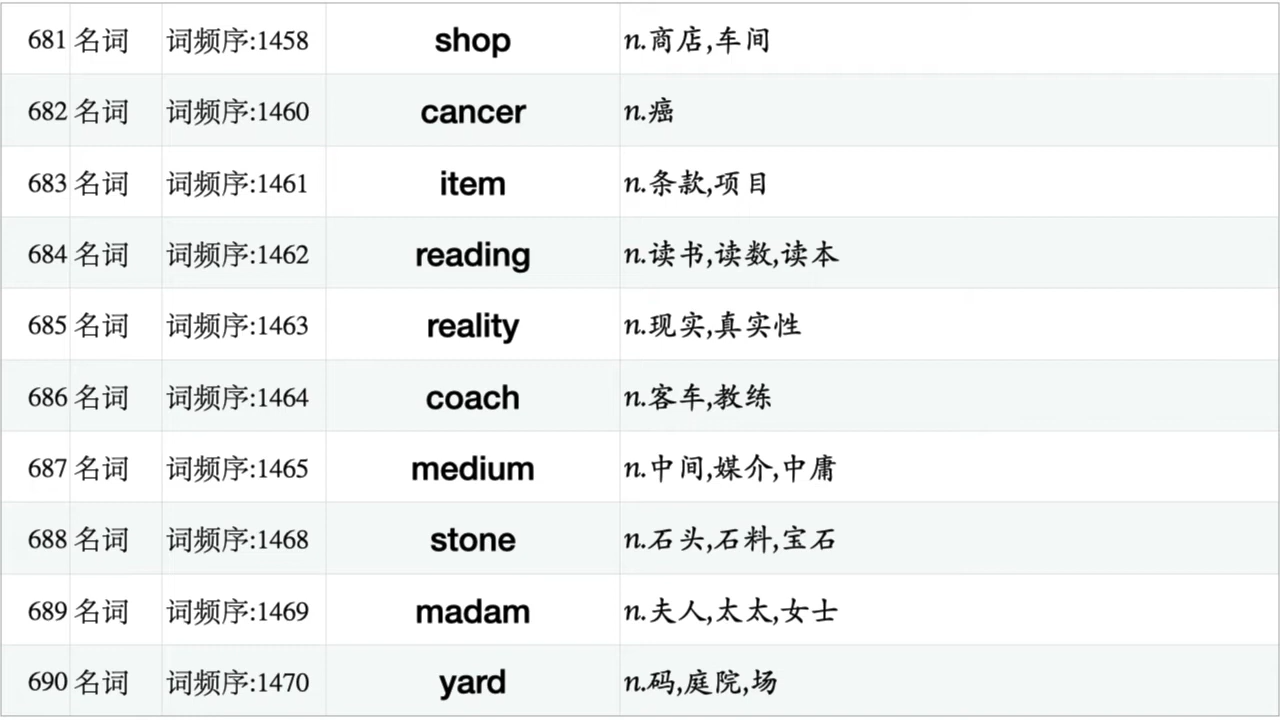 681 名词 词频序:1458 shop n.商店,车间
682 名词 词频序:1460 cancer n.癌
683 名词 词频序:1461 item n.条款,项目
684 名词 词频序:1462 reading n.读书,读数,读本
685 名词 词频序:1463 reality n.现实,真实性
686 名词 词频序:1464 coach n.客车,教练
687 名词 词频序:1465 medium n.中间,媒介,中庸
688 名词 词频序:1468 stone n.石头,石料,宝石
689 名词 词频序:1469 madam n.夫人,太太,女士
690 名词 词频序:1470 yard n.码,庭院,场